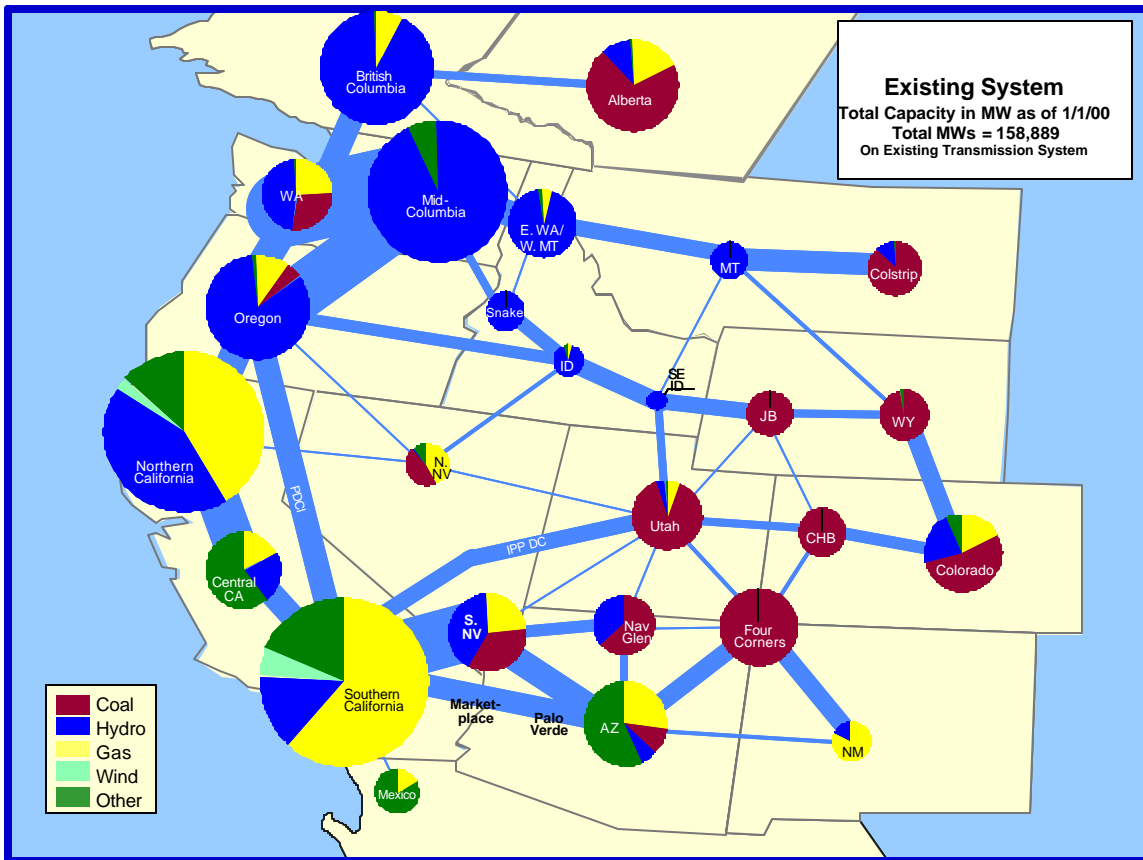 Existing System
Total Capacity in MW as of 1/1/00
Total MWs = 158,889
On Existing Transmission System
British
Columbia
Alberta
WA
Mid-
Columbia
E. WA/
W. MT
MT
Colstrip
Oregon
Snake
ID
SE
ID
JB
WY
Northern
California
N.
NV
PDCI
Utah
CHB
Colorado
IPP DC
Central
CA
S.
NV
Nav
Glen
Four
Corners
Southern
California
Market-
place
Palo
Verde
AZ
NM
Mexico
Coal
Hydro
Gas
Wind
Other